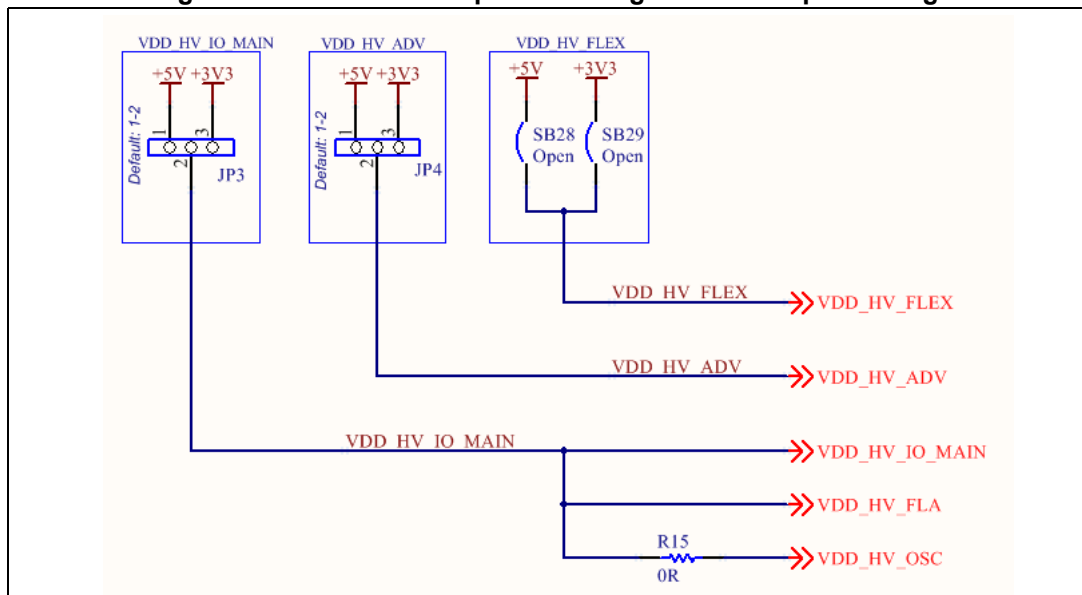 VDD_HV_IO_MAIN
VDD_HV_ADV
VDD_HV_FLEX
+5V +3V3
+5V +3V3
+5V +3V3
Default: 1-2
1
3
2
JP3
Default: 1-2
1
3
2
JP4
SB28
Open
SB29
Open
VDD_HV_FLEX
VDD_HV_FLEX
VDD_HV_ADV
VDD_HV_ADV
VDD_HV_IO_MAIN
VDD_HV_IO_MAIN
VDD_HV_FLA
R15
0R
VDD_HV_OSC